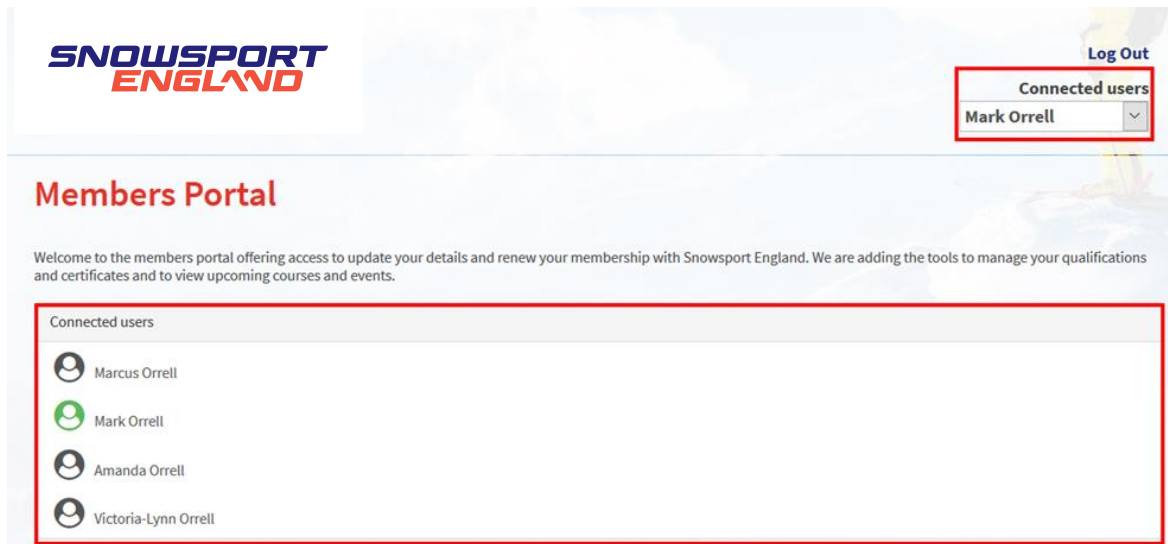 SNOWSPORT
ENGLAND
Log Out
Connected users
Mark Orrell
Members Portal
Welcome to the members portal offering access to update your details and renew your membership with Snowsport England. We are adding the tools to manage your qualifications
and certificates and to view upcoming courses and events.
Connected users
Marcus Orrell
Mark Orrell
Amanda Orrell
Victoria-Lynn Orrell